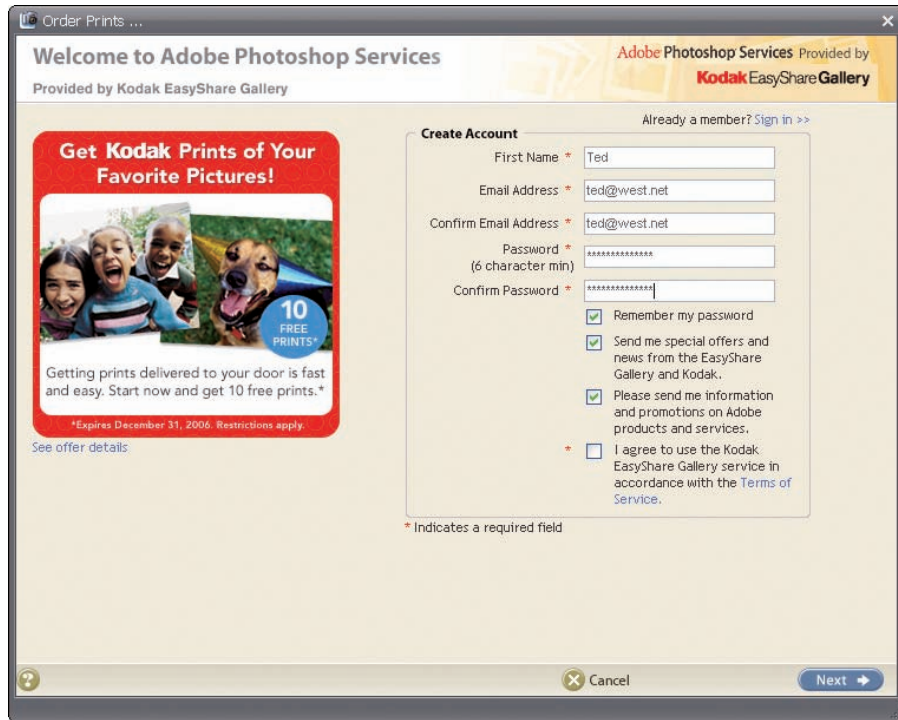 Order Prints ...
Welcome to Adobe Photoshop Services
Provided by Kodak EasyShare Gallery
Adobe Photoshop Services Provided by
Kodak EasyShare Gallery
Get Kodak Prints of Your
Favorite Pictures!
10
FREE
PRINTS*
Getting prints delivered to your door is fast
and easy. Start now and get 10 free prints.*
*Expires December 31, 2006. Restrictions apply.
See offer details
Already a member? Sign in >>
Create Account
First Name * Ted
Email Address * ted@west.net
Confirm Email Address * ted@west.net
Password *
(6 character min)
**************
Confirm Password * **************
Remember my password
Send me special offers and
news from the EasyShare
Gallery and Kodak.
Please send me information
and promotions on Adobe
products and services.
* I agree to use the Kodak
EasyShare Gallery service in
accordance with the Terms of
Service.
* Indicates a required field
?
Cancel
Next